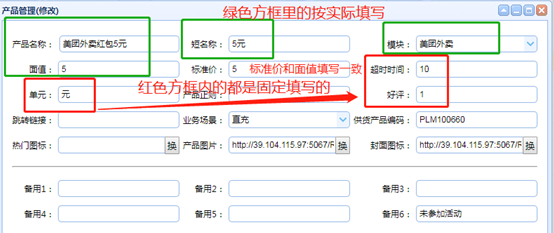 产品管理(修改)
绿色方框里的按实际填写
产品名称： 美团外卖红包5元 短名称： 5元 模块： 美团外卖
面值： 5 标准价： 5 标准价和面值填写一致 超时时间： 10
单元： 元 产品正则： 红色方框内的都是固定填写的 好评： 1
跳转链接： 业务场景： 直充 供货产品编码： PLM100660
热门图标： 换 产品图片： http://39.104.115.97:5067/F 换 封面图标： http://39.104.115.97:5067/F 换
备用1： 备用2： 备用3：
备用4： 备用5： 备用6： 未参加活动